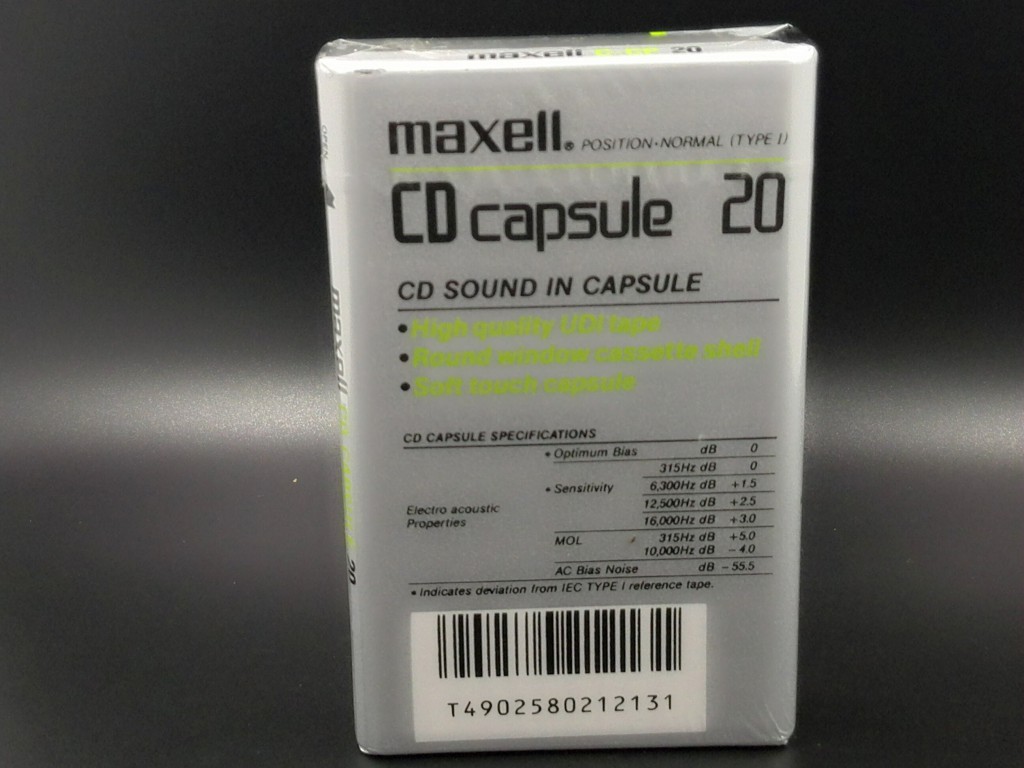 maxell 20
maxell® POSITION•NORMAL (TYPE I)
CD capsule 20
CD SOUND IN CAPSULE
•High quality UDI tape
•Round window cassette shell
•Soft touch capsule
CD CAPSULE SPECIFICATIONS
Electro acoustic Properties
• Optimum Bias dB 0
• Sensitivity 315Hz dB 0
6,300Hz dB +1.5
12,500Hz dB +2.5
16,000Hz dB +3.0
MOL 315Hz dB +5.0
10,000Hz dB −4.0
AC Bias Noise dB −55.5
• Indicates deviation from IEC TYPE I reference tape.
T4902580212131
OPEN
maxell 20